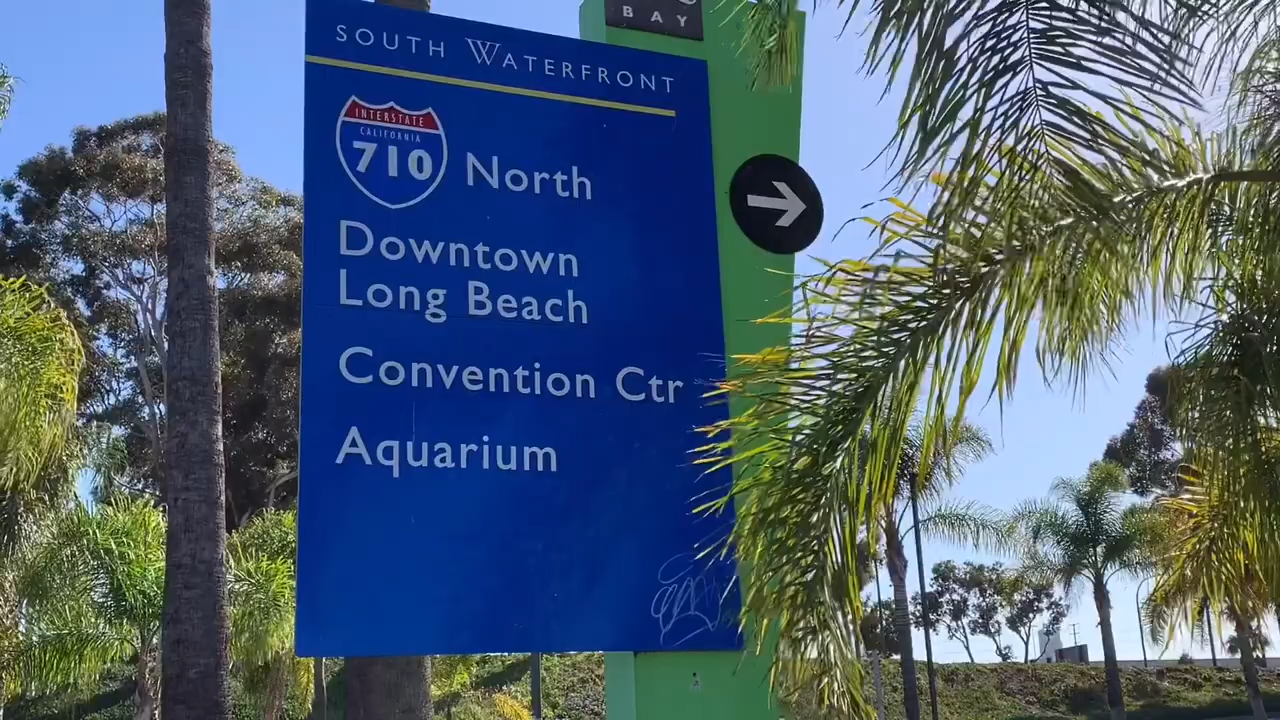 BAY
SOUTH WATERFRONT
INTERSTATE
CALIFORNIA
710 North
Downtown
Long Beach
Convention Ctr
Aquarium